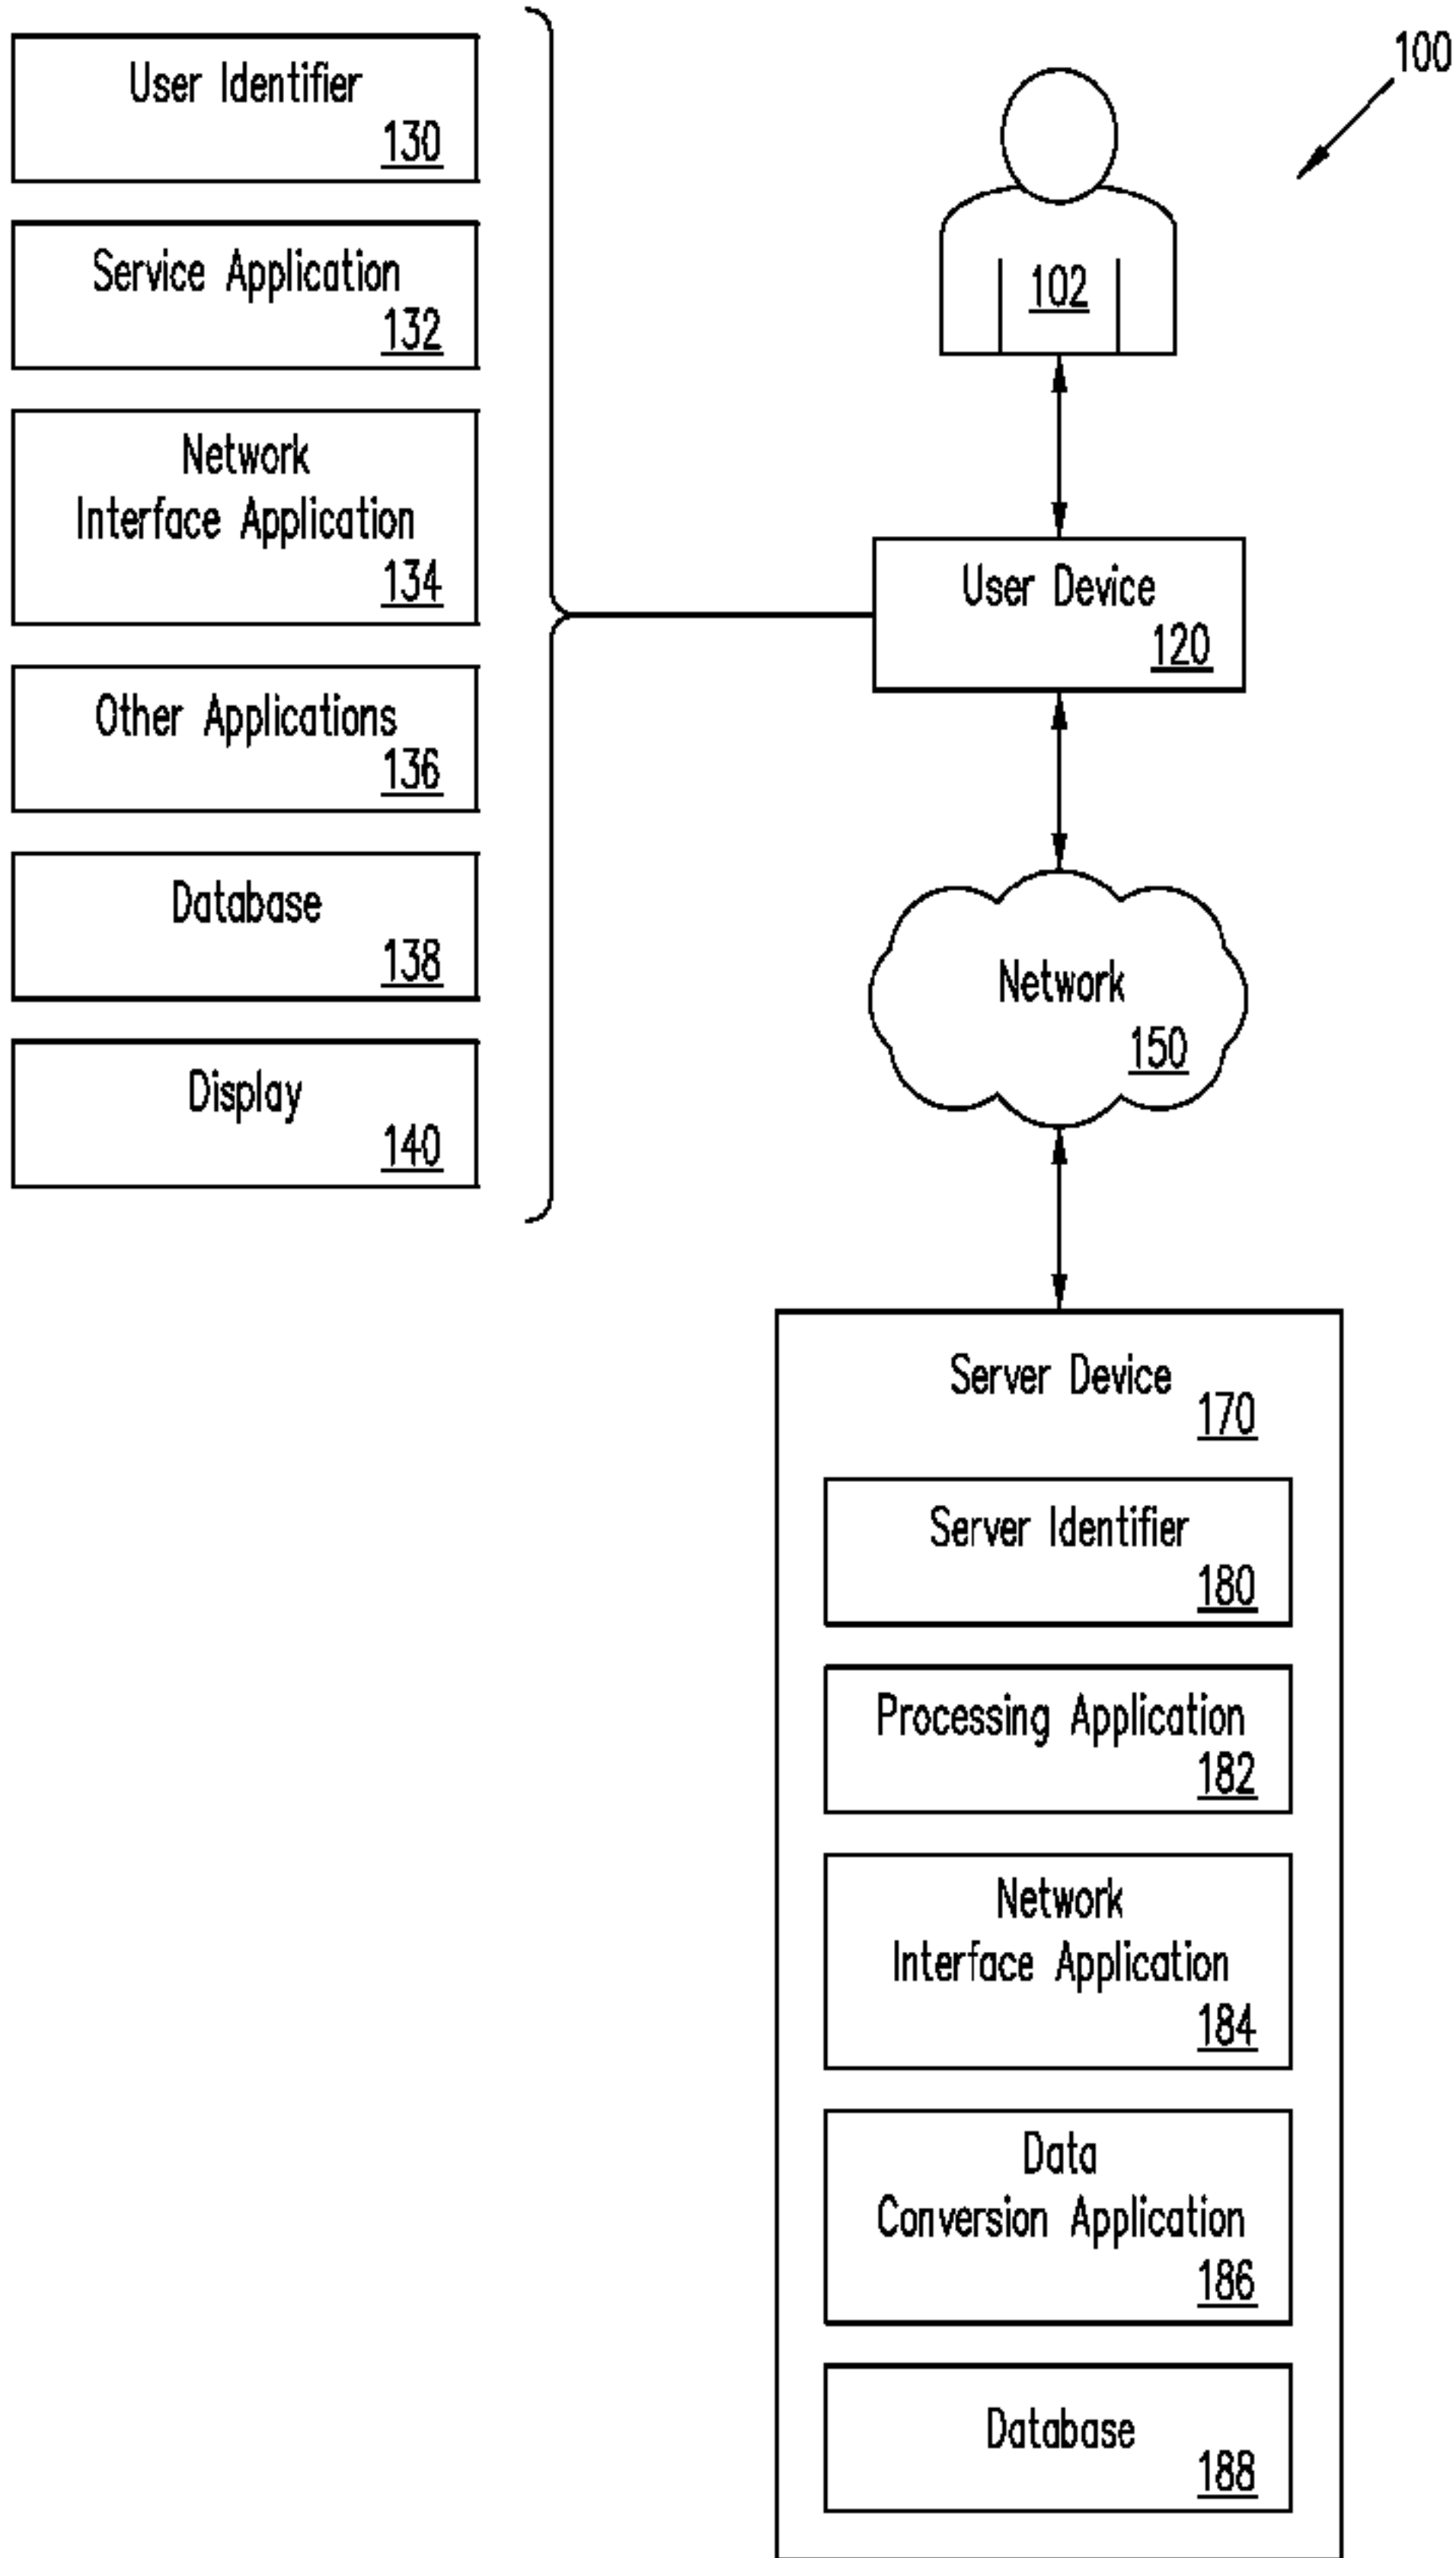 100
User Identifier
130
Service Application
132
Network
Interface Application
134
Other Applications
136
Database
138
Display
140
102
User Device
120
Network
150
Server Device
170
Server Identifier
180
Processing Application
182
Network
Interface Application
184
Data
Conversion Application
186
Database
188